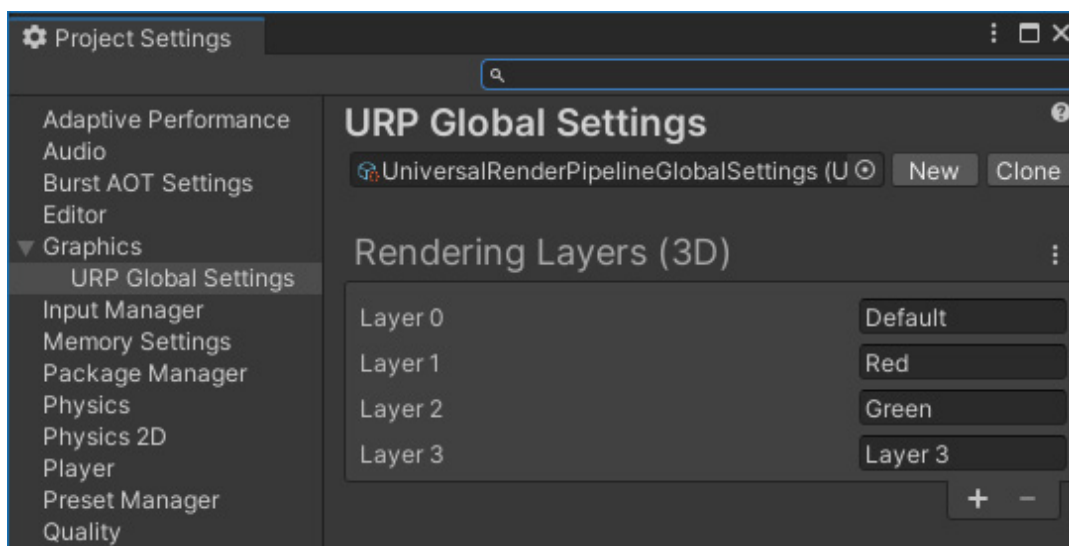 Project Settings
Adaptive Performance
Audio
Burst AOT Settings
Editor
Graphics
URP Global Settings
Input Manager
Memory Settings
Package Manager
Physics
Physics 2D
Player
Preset Manager
Quality
URP Global Settings
UniversalRenderPipelineGlobalSettings (U
New
Clone
Rendering Layers (3D)
Layer 0 Default
Layer 1 Red
Layer 2 Green
Layer 3 Layer 3